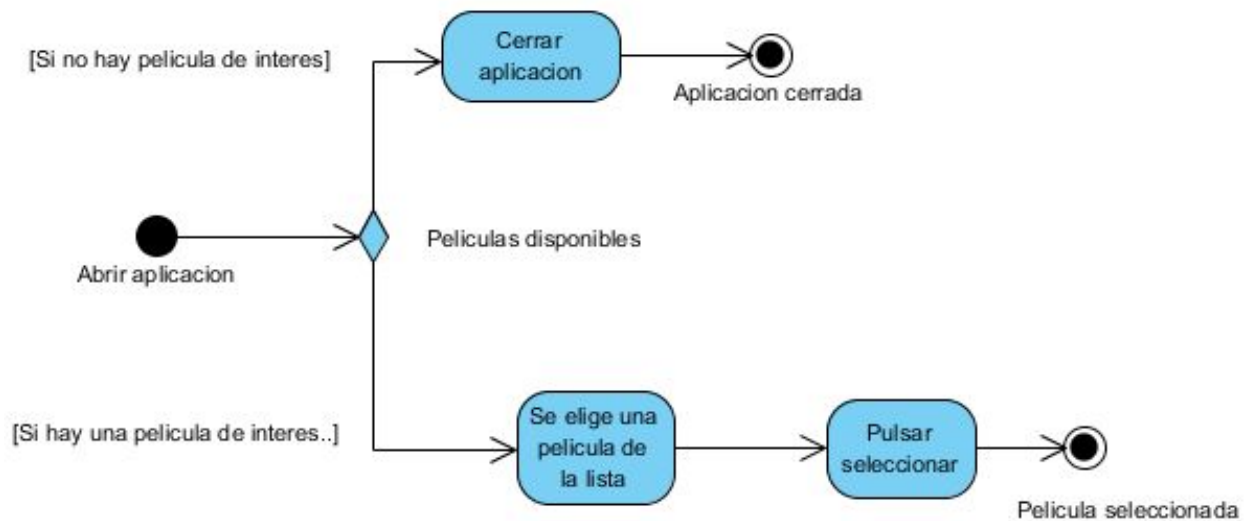 [Si no hay pelicula de interes]
Cerrar
aplicacion
Aplicacion cerrada
Abrir aplicacion
Peliculas disponibles
[Si hay una pelicula de interes..]
Se elige una
pelicula de
la lista
Pulsar
seleccionar
Pelicula seleccionada